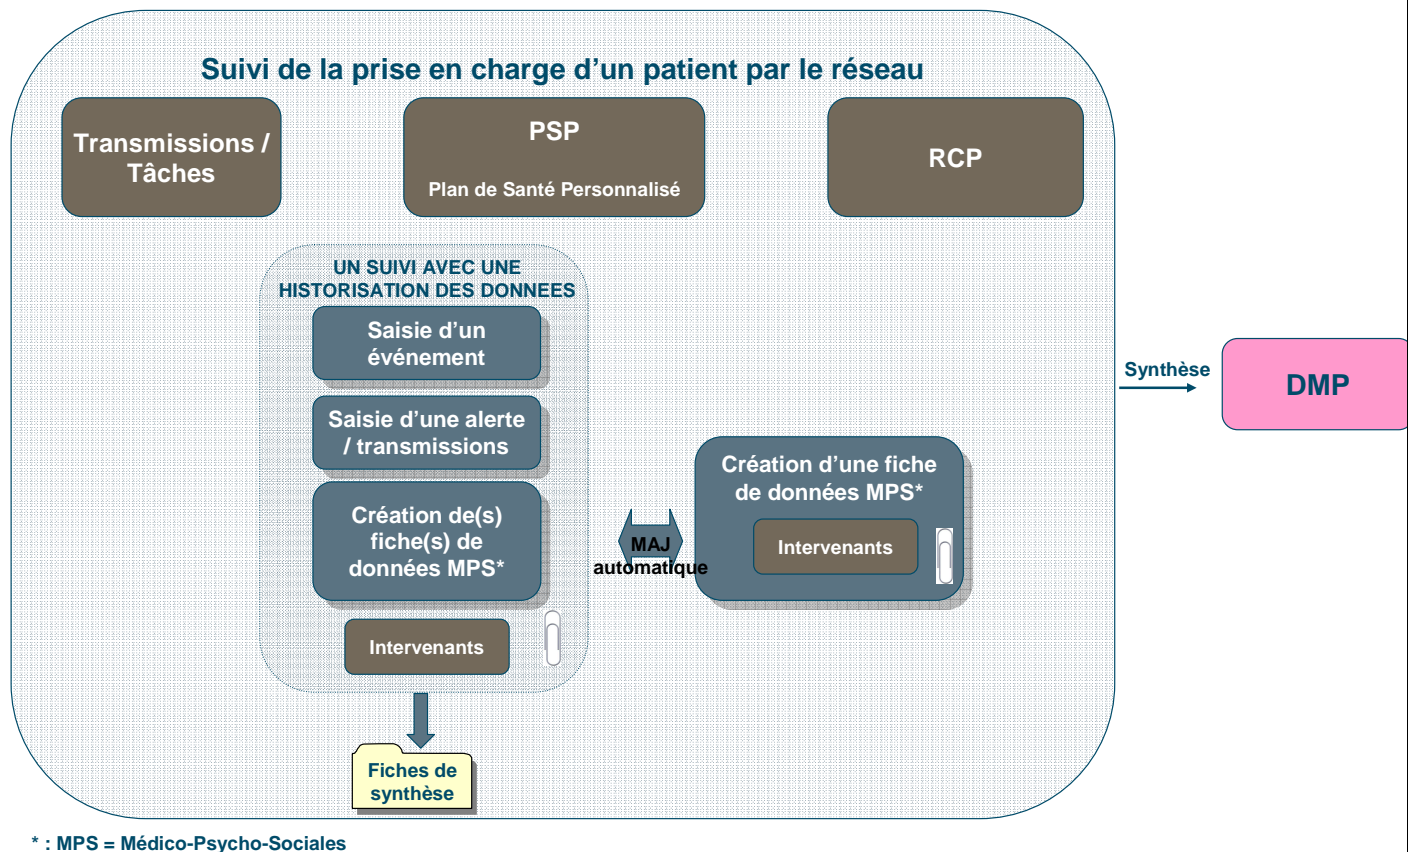 Suivi de la prise en charge d’un patient par le réseau
Transmissions /
Tâches
PSP
Plan de Santé Personnalisé
RCP
UN SUIVI AVEC UNE
HISTORISATION DES DONNEES
Saisie d’un
événement
Saisie d’une alerte
/ transmissions
Création de(s)
fiche(s) de
données MPS*
Intervenants
MAJ
automatique
Création d’une fiche
de données MPS*
Intervenants
Fiches de
synthèse
Synthèse
DMP
* : MPS = Médico-Psycho-Sociales